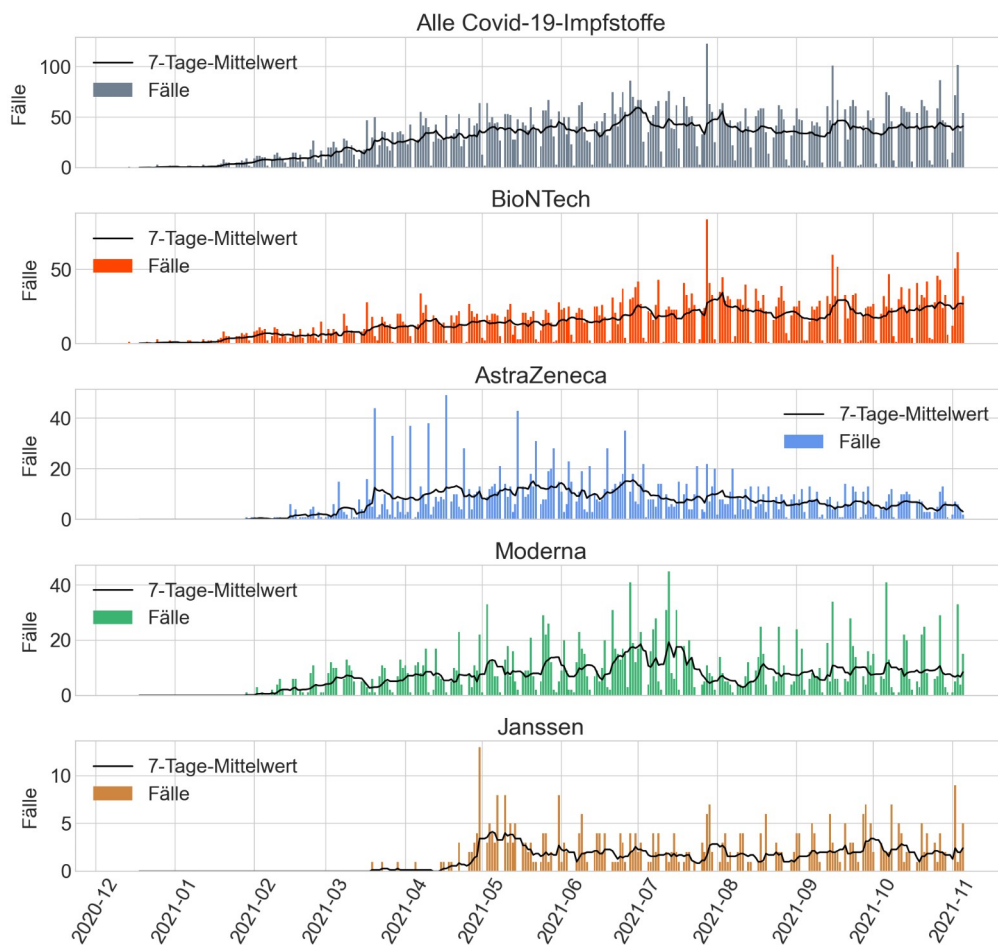 Alle Covid-19-Impfstoffe
Fälle
100
50
0
7-Tage-Mittelwert
Fälle
BioNTech
Fälle
50
0
7-Tage-Mittelwert
Fälle
AstraZeneca
Fälle
40
20
0
7-Tage-Mittelwert
Fälle
Moderna
Fälle
40
20
0
7-Tage-Mittelwert
Fälle
Janssen
Fälle
10
5
0
7-Tage-Mittelwert
Fälle
2020-12
2021-01
2021-02
2021-03
2021-04
2021-05
2021-06
2021-07
2021-08
2021-09
2021-10
2021-11